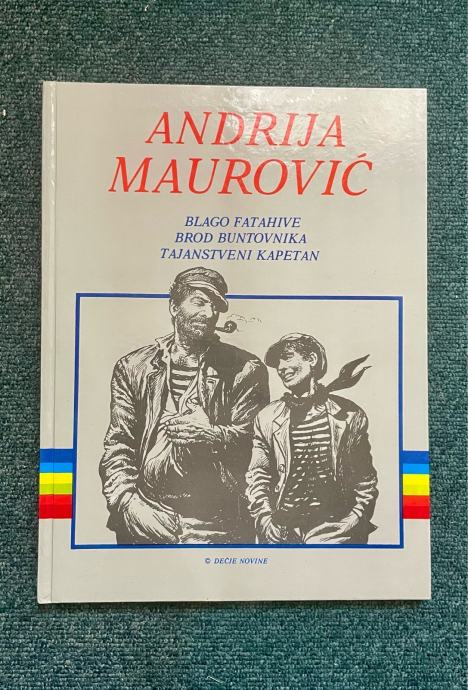 ANDRIJA
MAUROVIĆ
BLAGO FATAHIVE
BROD BUNTOVNIKA
TAJANSTVENI KAPETAN
© DEČJE NOVINE